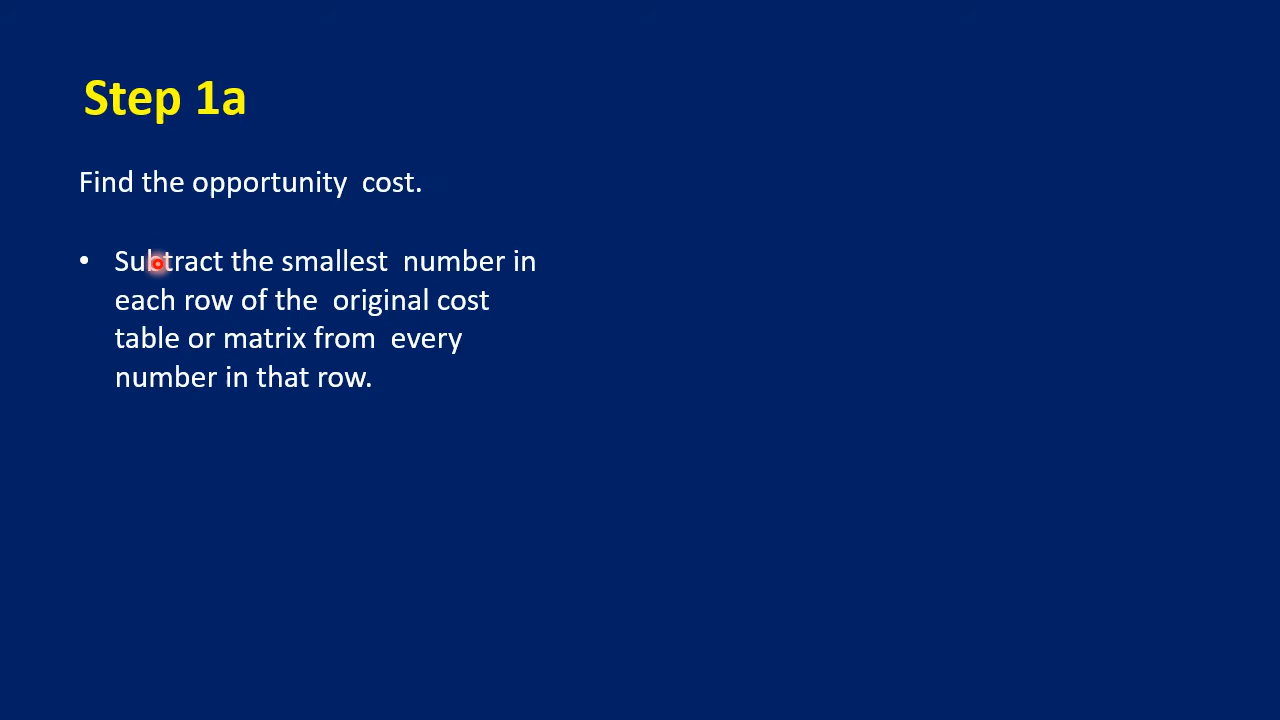 Step 1a
Find the opportunity  cost.
• Subtract the smallest  number in
each row of the  original cost
table or matrix from  every
number in that row.